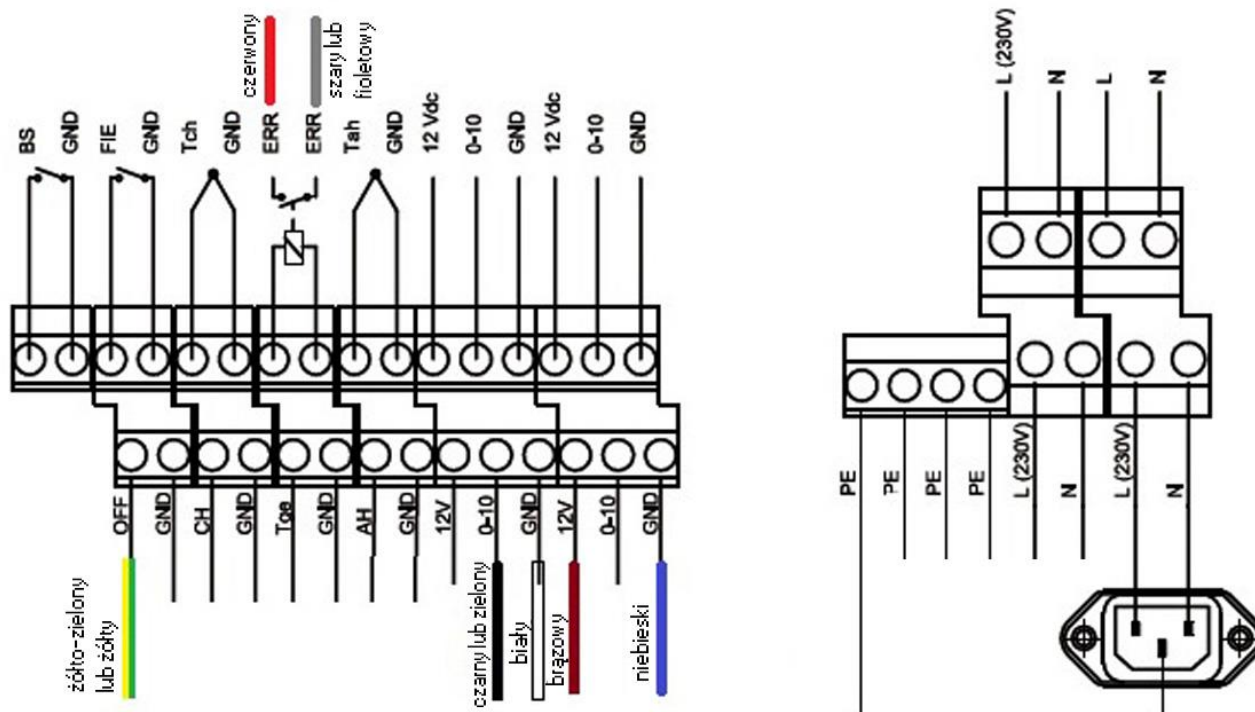 czerwony
szary lub
fioletowy
BS
GND
FIE
GND
Tch
GND
ERR
ERR
Tah
GND
12 Vdc
0-10
GND
12 Vdc
0-10
GND
OFF
GND
CH
GND
Tqe
GND
AH
GND
12V
0-10
GND
12V
0-10
GND
żółto-zielony
lub żółty
czarny lub zielony
biały
brązowy
niebieski
L (230V)
N
L
N
PE
PE
PE
PE
L (230V)
N
L (230V)
N